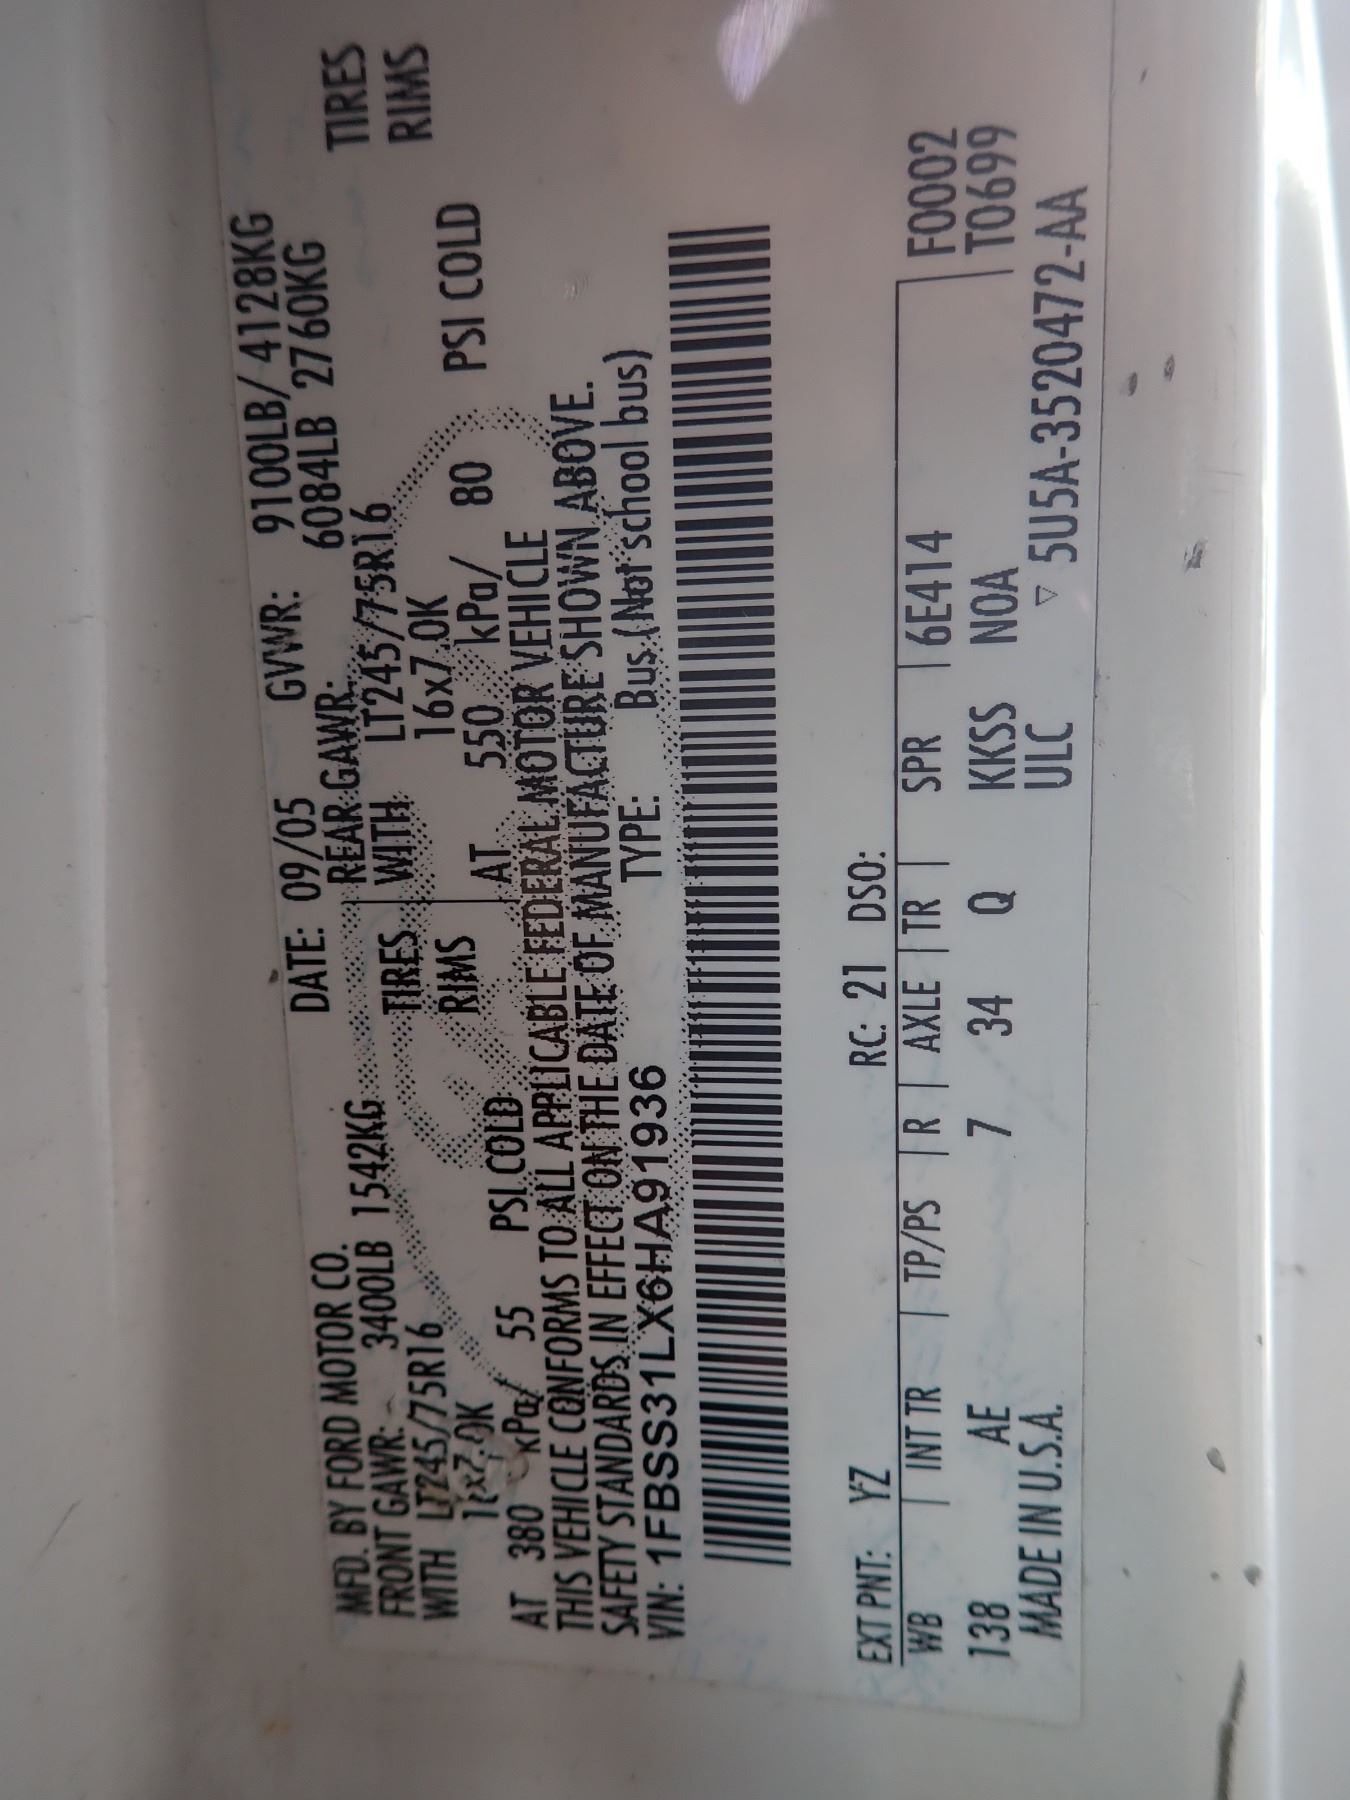 MFD. BY FORD MOTOR CO. DATE: 09/05 GVWR: 9100LB/ 4128KG
FRONT GAWR: 3400LB 1542KG REAR GAWR: 6084LB 2760KG
WITH LT245/75R16 TIRES WITH LT245/75R16 TIRES
16x7.0K RIMS 16x7.0K RIMS
AT 380 kPa/ 55 PSI COLD AT 550 kPa/ 80 PSI COLD
THIS VEHICLE CONFORMS TO ALL APPLICABLE FEDERAL MOTOR VEHICLE
SAFETY STANDARDS IN EFFECT ON THE DATE OF MANUFACTURE SHOWN ABOVE.
VIN: 1FBSS31LX6HA91936 TYPE: Bus (Not school bus)
EXT PNT: YZ RC: 21 DSO:
WB | INT TR | TP/PS | R | AXLE | TR | SPR | 6E414 F0002
138 AE 7 34 Q KKSS NOA T0699
MADE IN U.S.A. ULC ▽ 5U5A-3520472-AA